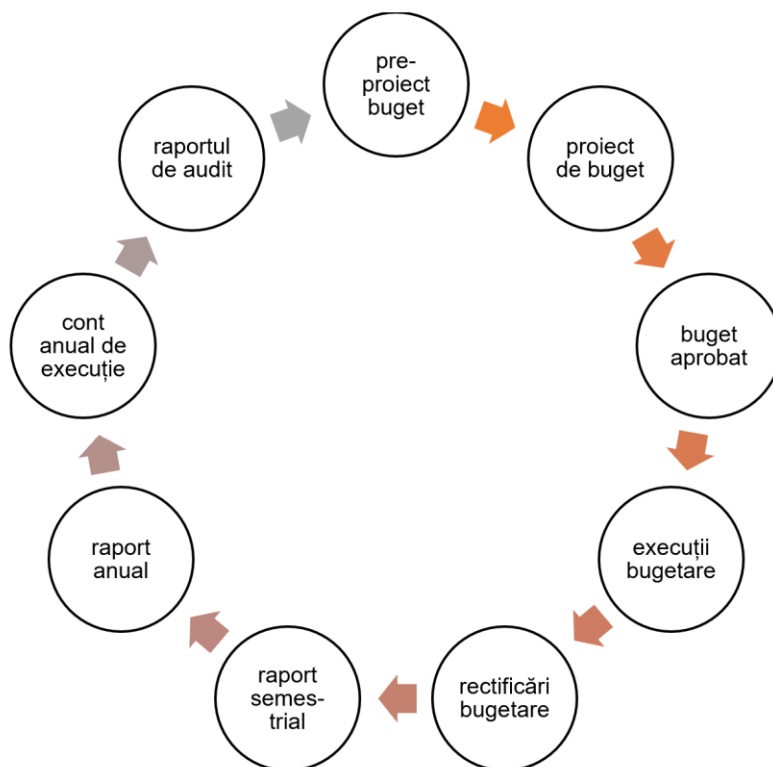 pre-
proiect
buget
proiect
de buget
buget
aprobat
execuții
bugetare
rectificări
bugetare
raport
semes-
trial
raport
anual
cont
anual de
execuție
raportul
de audit